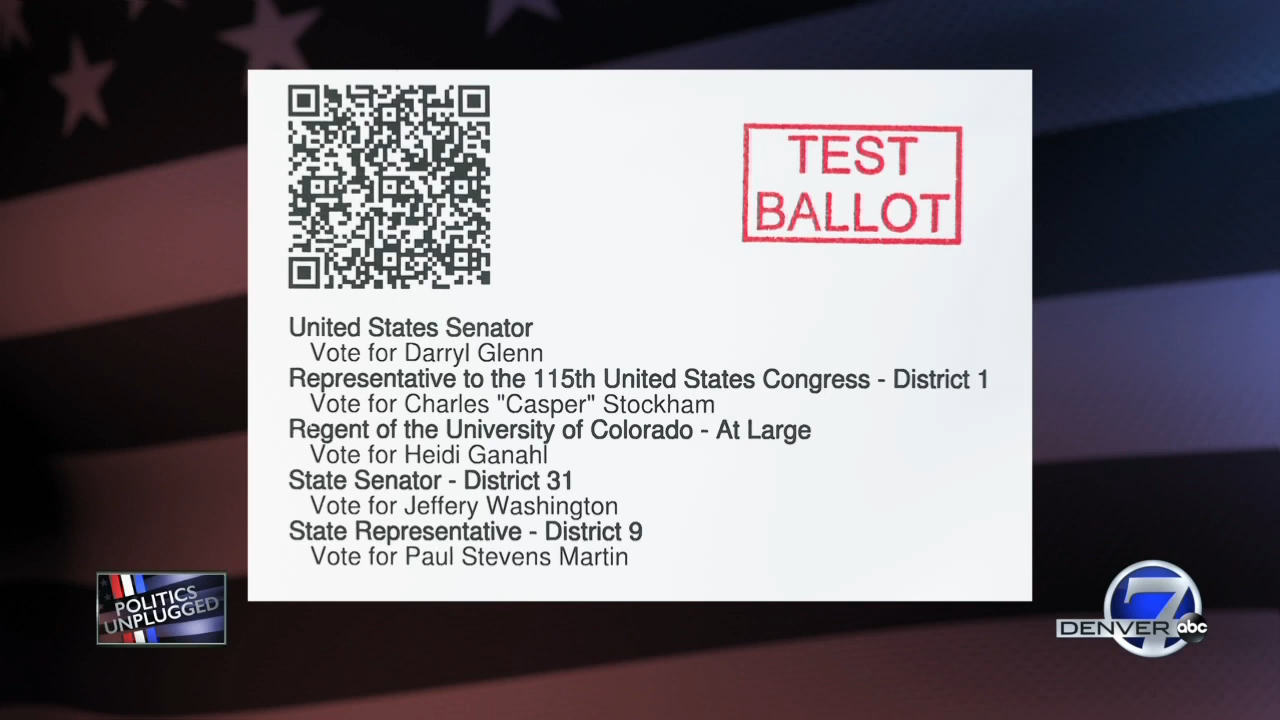 TEST
BALLOT
United States Senator
Vote for Darryl Glenn
Representative to the 115th United States Congress - District 1
Vote for Charles "Casper" Stockham
Regent of the University of Colorado - At Large
Vote for Heidi Ganahl
State Senator - District 31
Vote for Jeffery Washington
State Representative - District 9
Vote for Paul Stevens Martin
POLITICS
UNPLUGGED
7
DENVER abc